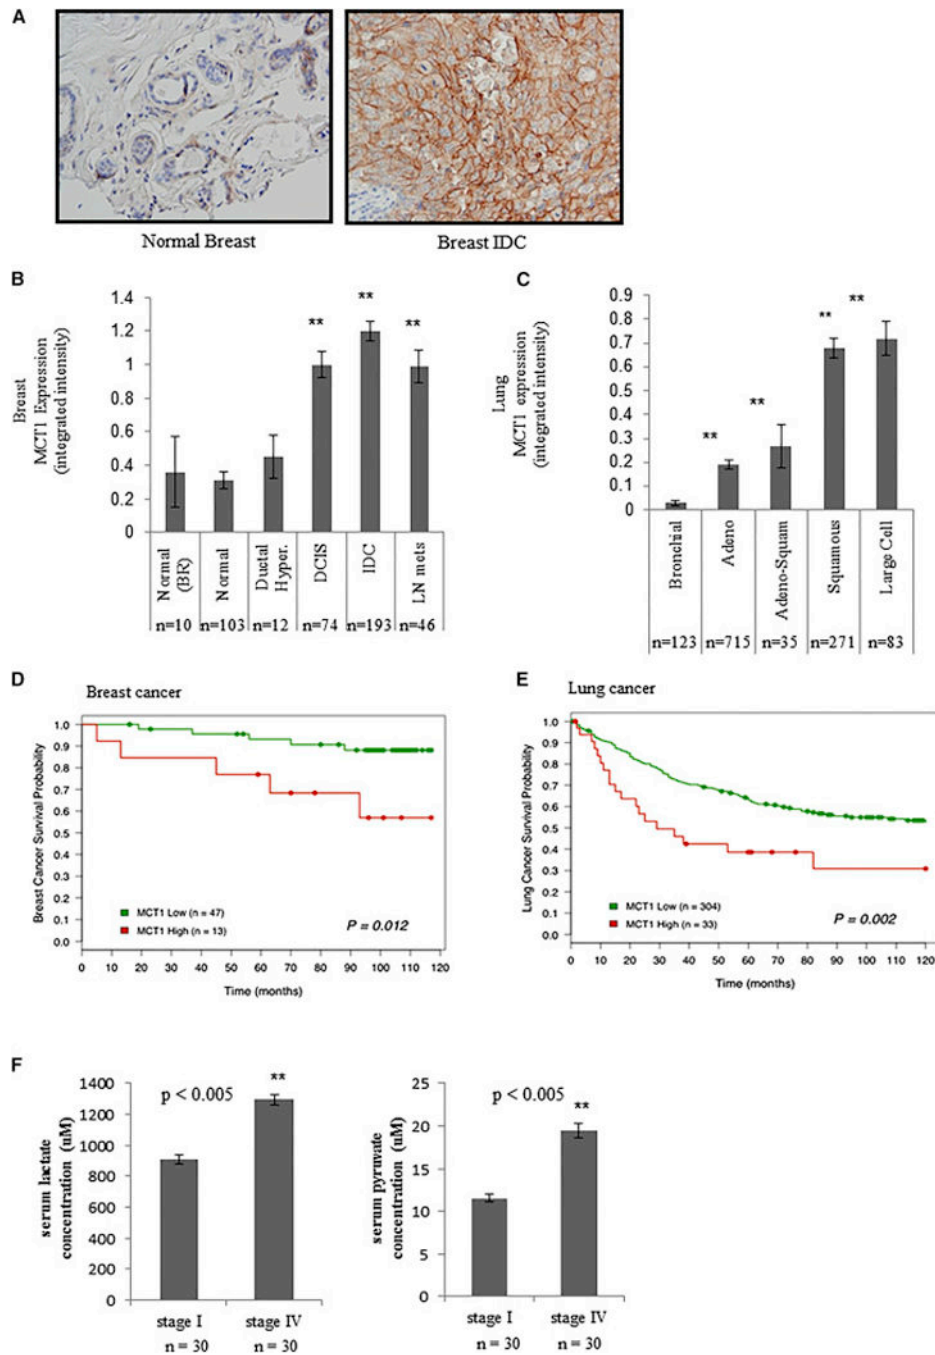 A
Normal Breast
Breast IDC
B
Breast
MCT1 Expression
(integrated intensity)
1.4
1.2
1
0.8
0.6
0.4
0.2
0
**
**
**
Normal (BR)
Normal
Ductal Hyper.
DCIS
IDC
LN mets
n=10
n=103
n=12
n=74
n=193
n=46
C
Lung
MCT1 expression
(integrated intensity)
0.9
0.8
0.7
0.6
0.5
0.4
0.3
0.2
0.1
0
**
**
**
**
Bronchial
Adeno
Adeno-Squam
Squamous
Large Cell
n=123
n=715
n=35
n=271
n=83
D
Breast cancer
Breast Cancer Survival Probability
1.0
0.9
0.8
0.7
0.6
0.5
0.4
0.3
0.2
0.1
0.0
MCT1 Low (n = 47)
MCT1 High (n = 13)
P = 0.012
0 10 20 30 40 50 60 70 80 90 100 110 120
Time (months)
E
Lung cancer
Lung Cancer Survival Probability
1.0
0.9
0.8
0.7
0.6
0.5
0.4
0.3
0.2
0.1
0.0
MCT1 Low (n = 304)
MCT1 High (n = 33)
P = 0.002
0 10 20 30 40 50 60 70 80 90 100 110 120
Time (months)
F
serum lactate
concentration (uM)
1400
1200
1000
800
600
400
200
0
p < 0.005
**
stage I
stage IV
n = 30
n = 30
serum pyruvate
concentration (uM)
25
20
15
10
5
0
p < 0.005
**
stage I
stage IV
n = 30
n = 30